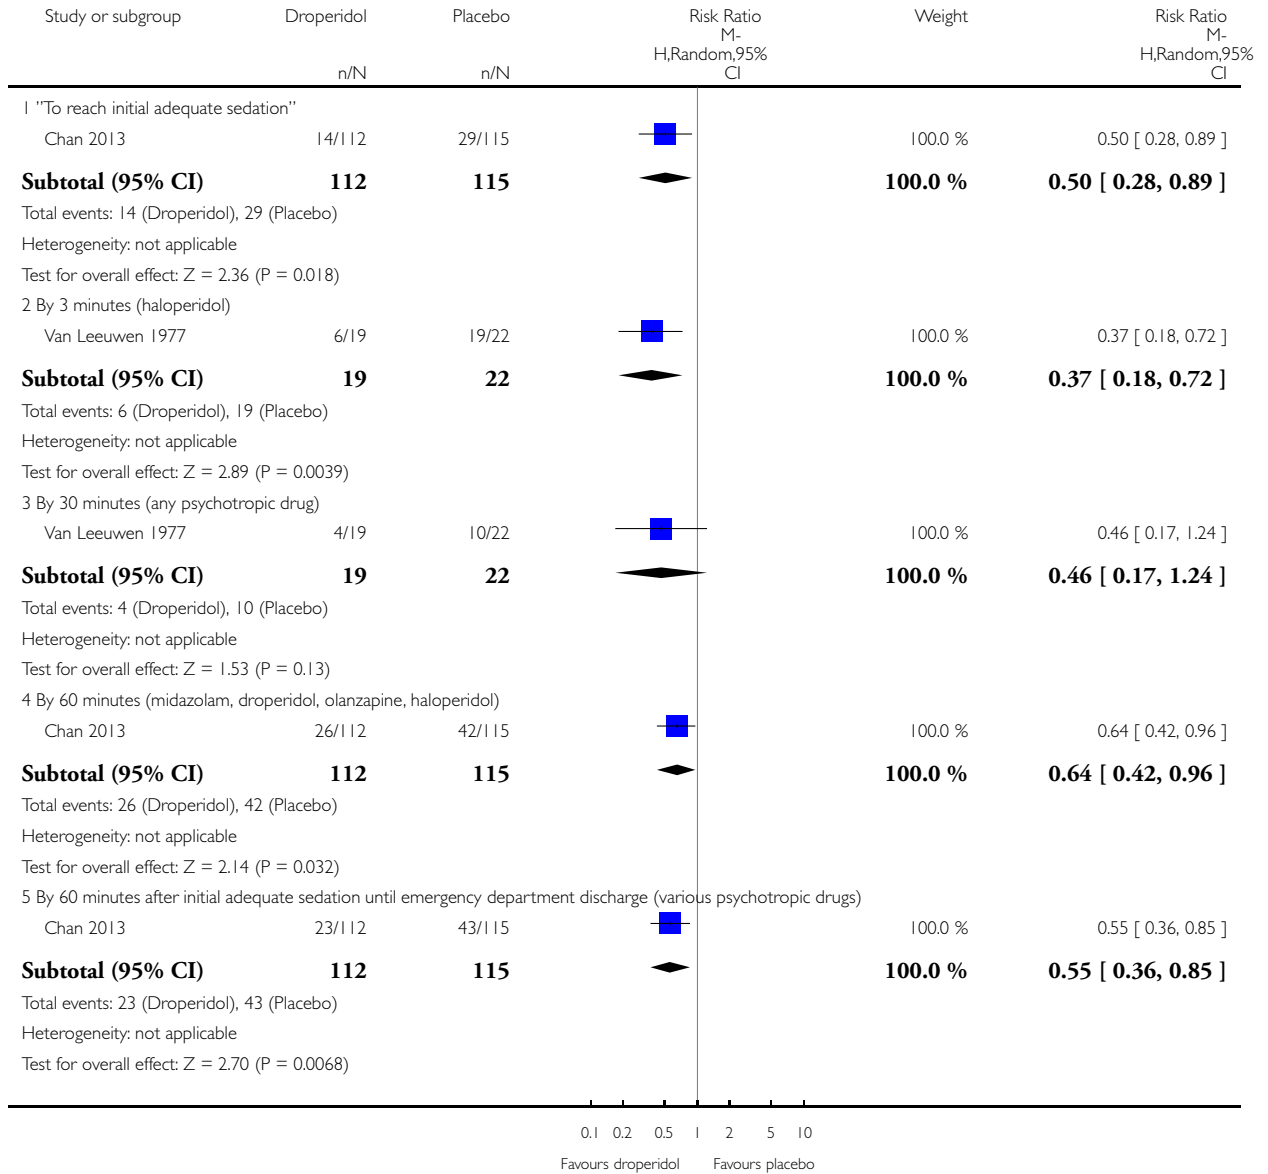 Study or subgroup Droperidol Placebo Risk Ratio Weight Risk Ratio
M- M-
H,Random,95% H,Random,95%
n/N n/N CI CI
1 ”To reach initial adequate sedation”
Chan 2013 14/112 29/115 100.0 % 0.50 [ 0.28, 0.89 ]
Subtotal (95% CI) 112 115 100.0 % 0.50 [ 0.28, 0.89 ]
Total events: 14 (Droperidol), 29 (Placebo)
Heterogeneity: not applicable
Test for overall effect: Z = 2.36 (P = 0.018)
2 By 3 minutes (haloperidol)
Van Leeuwen 1977 6/19 19/22 100.0 % 0.37 [ 0.18, 0.72 ]
Subtotal (95% CI) 19 22 100.0 % 0.37 [ 0.18, 0.72 ]
Total events: 6 (Droperidol), 19 (Placebo)
Heterogeneity: not applicable
Test for overall effect: Z = 2.89 (P = 0.0039)
3 By 30 minutes (any psychotropic drug)
Van Leeuwen 1977 4/19 10/22 100.0 % 0.46 [ 0.17, 1.24 ]
Subtotal (95% CI) 19 22 100.0 % 0.46 [ 0.17, 1.24 ]
Total events: 4 (Droperidol), 10 (Placebo)
Heterogeneity: not applicable
Test for overall effect: Z = 1.53 (P = 0.13)
4 By 60 minutes (midazolam, droperidol, olanzapine, haloperidol)
Chan 2013 26/112 42/115 100.0 % 0.64 [ 0.42, 0.96 ]
Subtotal (95% CI) 112 115 100.0 % 0.64 [ 0.42, 0.96 ]
Total events: 26 (Droperidol), 42 (Placebo)
Heterogeneity: not applicable
Test for overall effect: Z = 2.14 (P = 0.032)
5 By 60 minutes after initial adequate sedation until emergency department discharge (various psychotropic drugs)
Chan 2013 23/112 43/115 100.0 % 0.55 [ 0.36, 0.85 ]
Subtotal (95% CI) 112 115 100.0 % 0.55 [ 0.36, 0.85 ]
Total events: 23 (Droperidol), 43 (Placebo)
Heterogeneity: not applicable
Test for overall effect: Z = 2.70 (P = 0.0068)
0.1 0.2 0.5 1 2 5 10
Favours droperidol Favours placebo